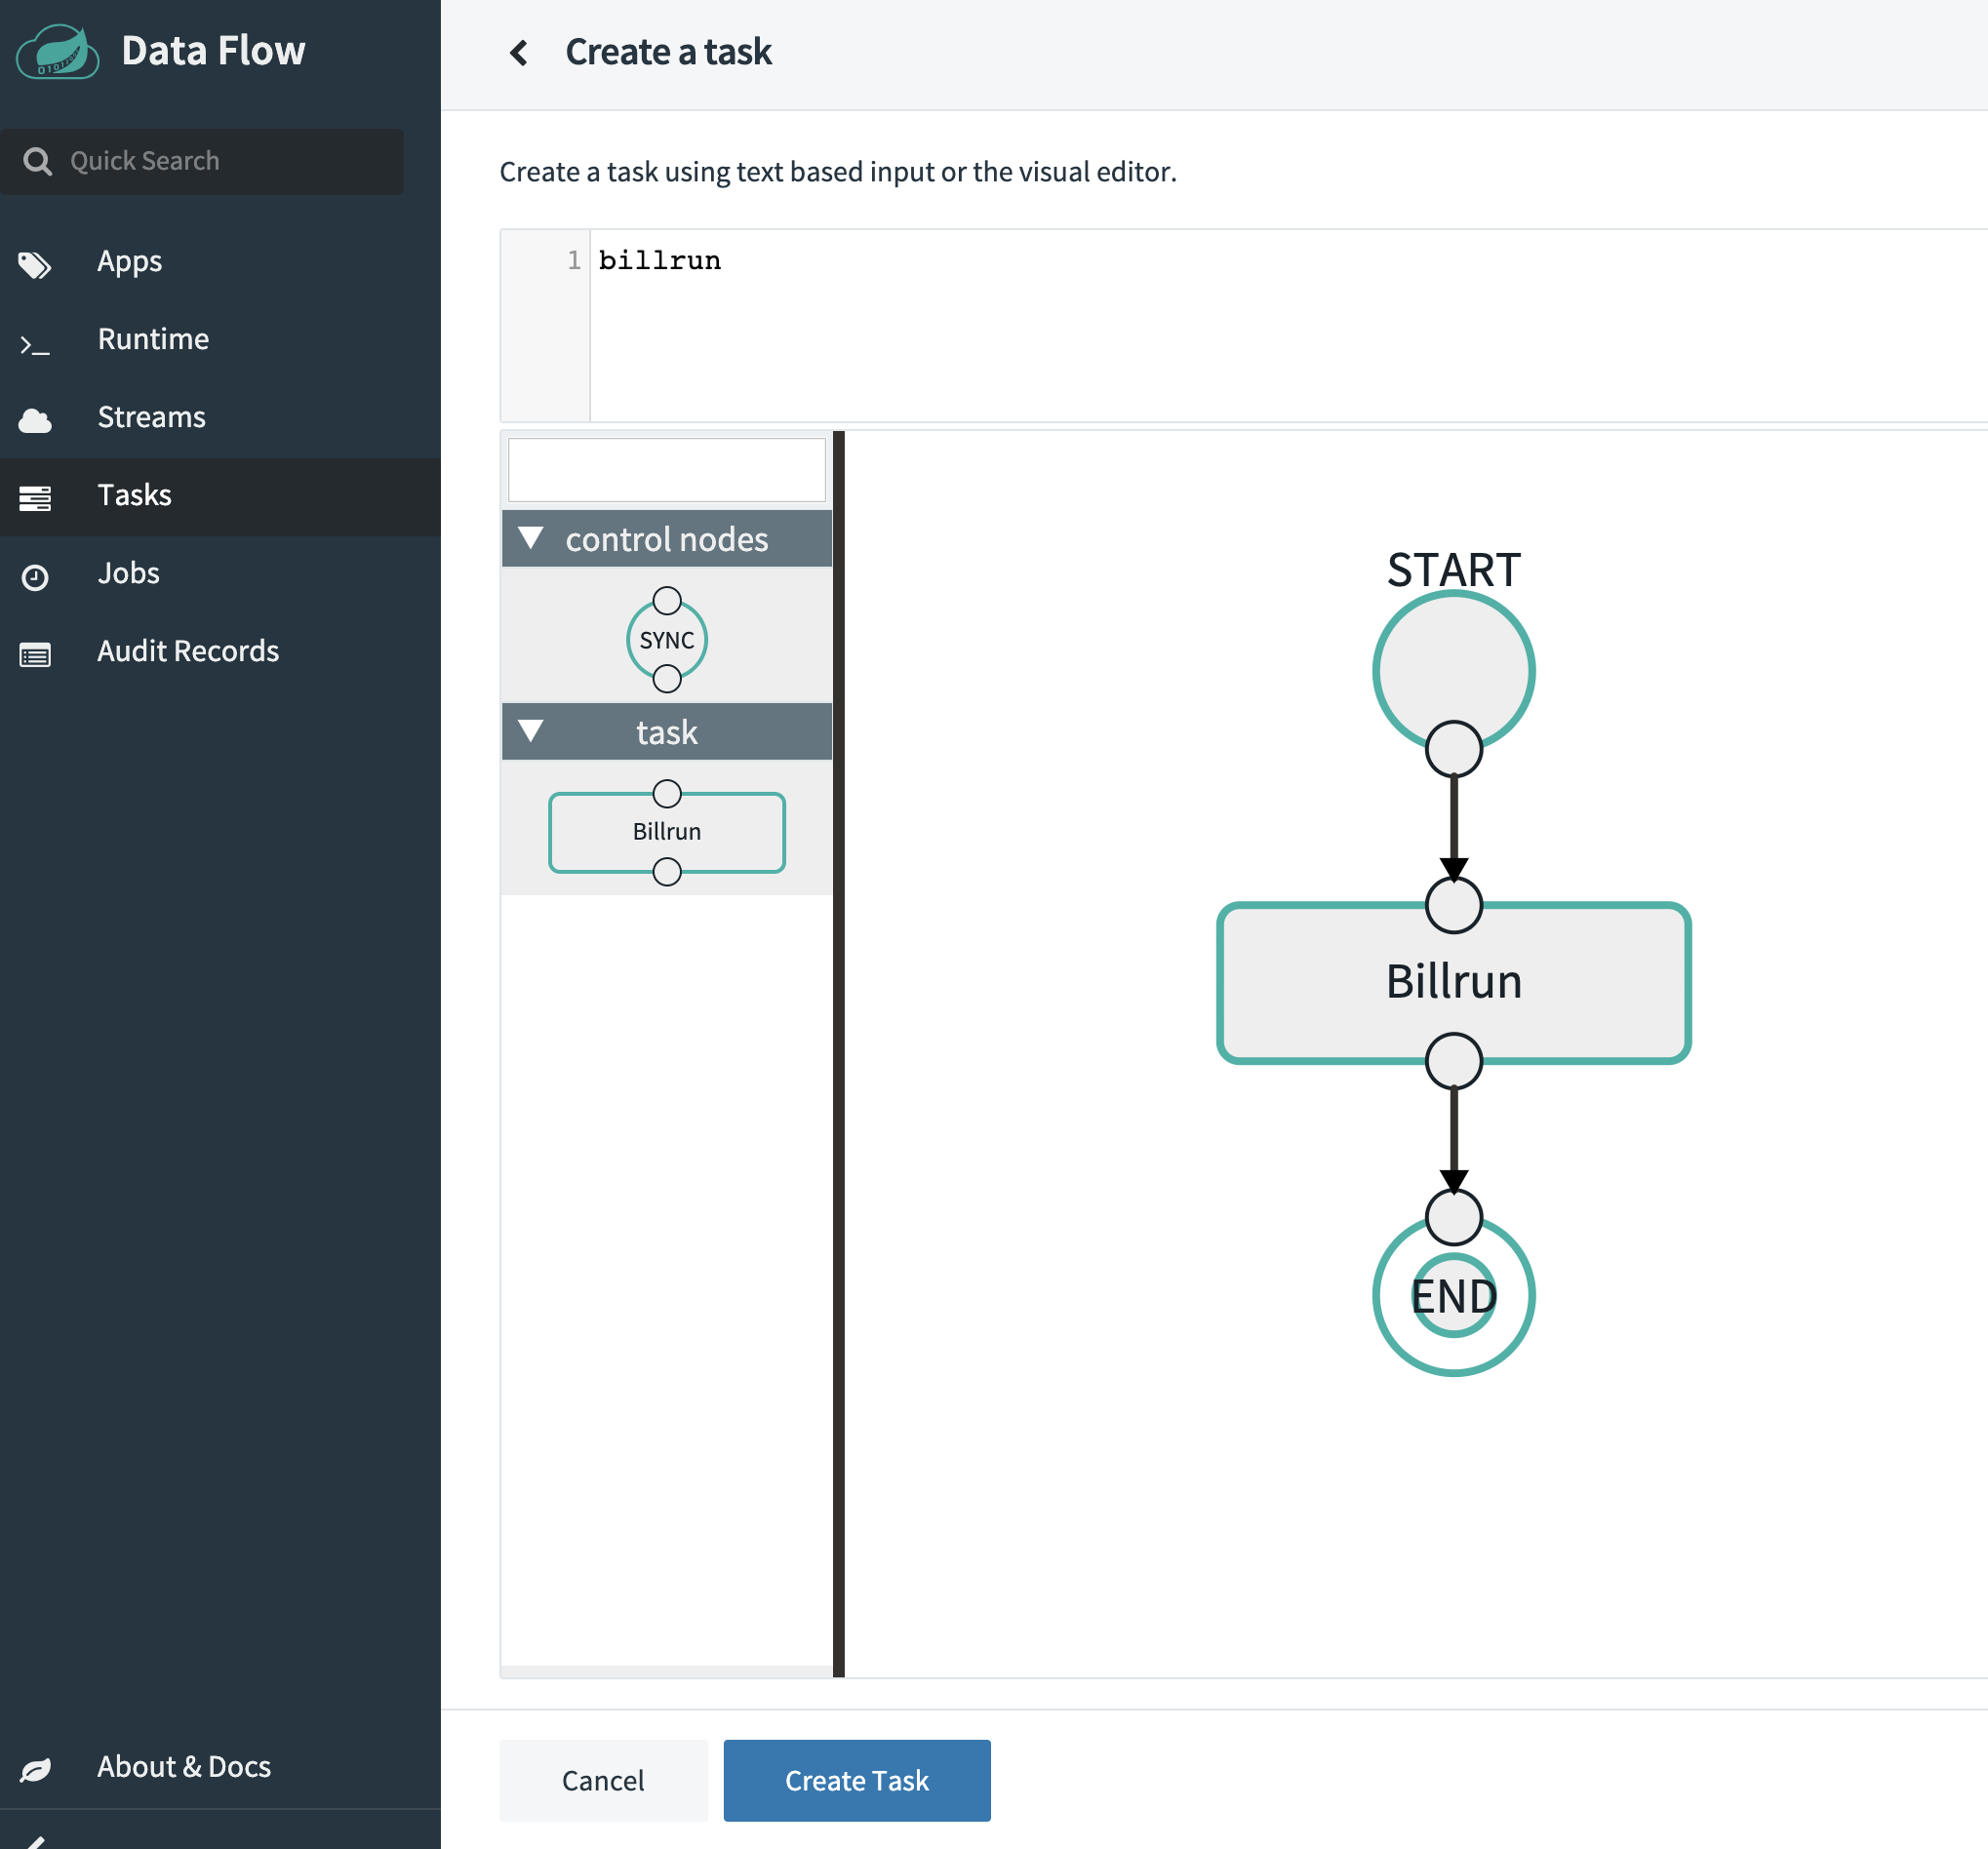 Data Flow
Quick Search
Apps
Runtime
Streams
Tasks
Jobs
Audit Records
About & Docs
Create a task
Create a task using text based input or the visual editor.
1 billrun
control nodes
SYNC
task
Billrun
START
Billrun
END
Cancel
Create Task